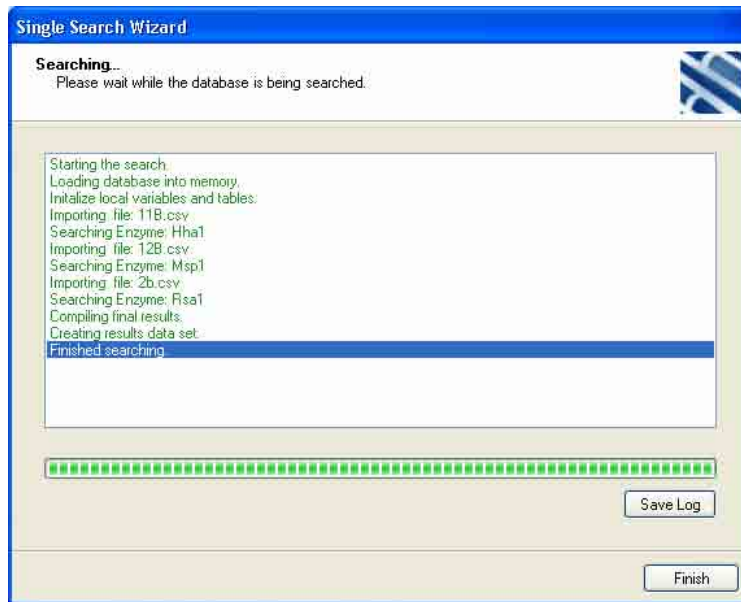 Single Search Wizard
Searching...
Please wait while the database is being searched.
Starting the search.
Loading database into memory.
Initalize local variables and tables.
Importing file: 11B.csv
Searching Enzyme: Hha1
Importing file: 12B.csv
Searching Enzyme: Msp1
Importing file: 2b.csv
Searching Enzyme: Rsa1
Compiling final results.
Creating results data set.
Finished searching.
Save Log
Finish